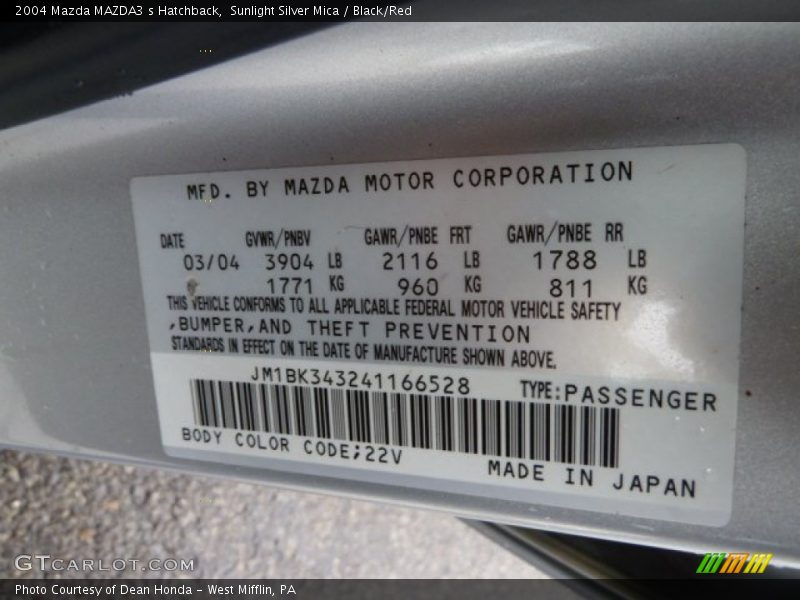 2004 Mazda MAZDA3 s Hatchback, Sunlight Silver Mica / Black/Red
MFD. BY MAZDA MOTOR CORPORATION
DATE GVWR/PNBV GAWR/PNBE FRT GAWR/PNBE RR
03/04 3904 LB 2116 LB 1788 LB
1771 KG 960 KG 811 KG
THIS VEHICLE CONFORMS TO ALL APPLICABLE FEDERAL MOTOR VEHICLE SAFETY
,BUMPER,AND THEFT PREVENTION
STANDARDS IN EFFECT ON THE DATE OF MANUFACTURE SHOWN ABOVE.
JM1BK343241166528 TYPE:PASSENGER
BODY COLOR CODE;22V
MADE IN JAPAN
GTCARLOT.COM
Photo Courtesy of Dean Honda - West Mifflin, PA